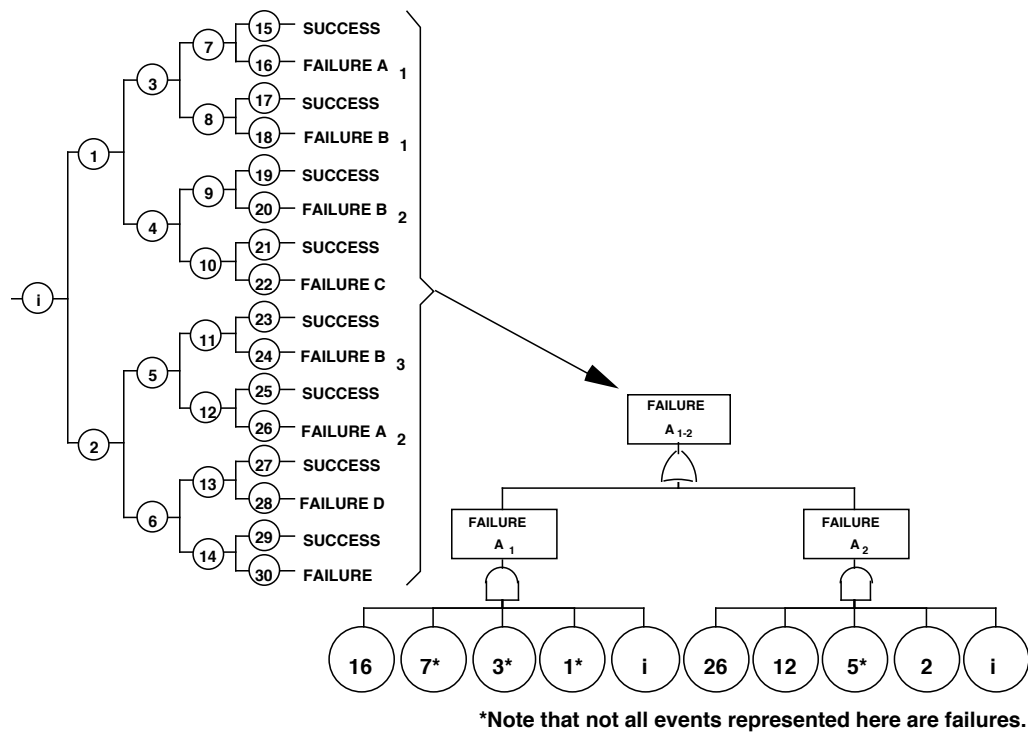 15 SUCCESS
7
16 FAILURE A 1
3
17 SUCCESS
8
18 FAILURE B 1
1
19 SUCCESS
9
20 FAILURE B 2
4
21 SUCCESS
10
22 FAILURE C
i
23 SUCCESS
11
24 FAILURE B 3
5
25 SUCCESS
12
26 FAILURE A 2
2
27 SUCCESS
13
28 FAILURE D
6
29 SUCCESS
14
30 FAILURE
FAILURE
A 1-2
FAILURE
A 1
FAILURE
A 2
16 7* 3* 1* i 26 12 5* 2 i
*Note that not all events represented here are failures.